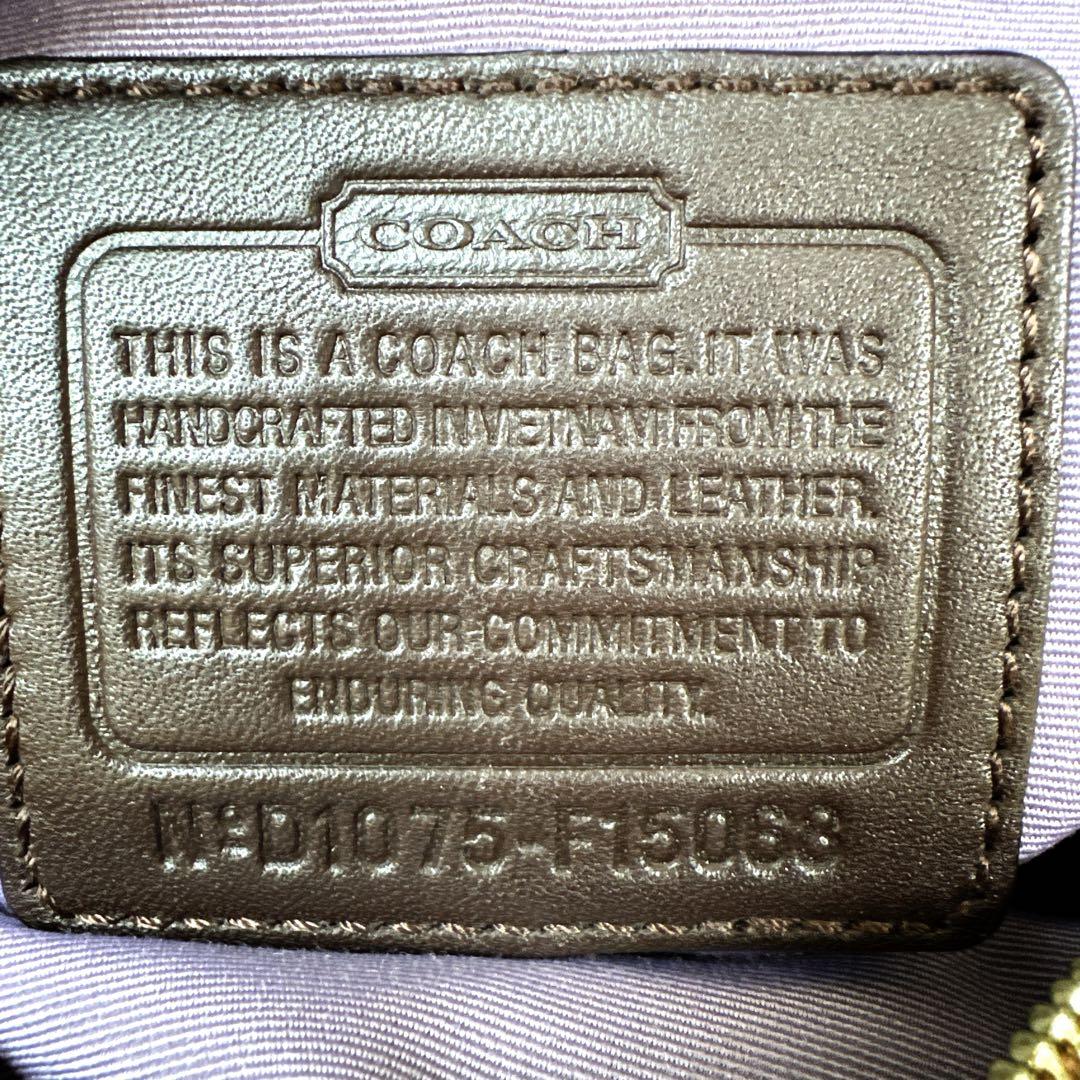 COACH
THIS IS A COACH BAG. IT WAS
HANDCRAFTED IN VIETNAM FROM THE
FINEST MATERIALS AND LEATHER.
ITS SUPERIOR CRAFTSMANSHIP
REFLECTS OUR COMMITMENT TO
ENDURING QUALITY.
Nº D1075-F15068